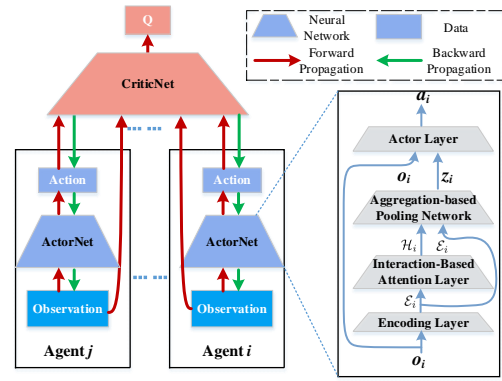 Q
CriticNet
... ...
Action
ActorNet
Observation
Agent j
... ...
Action
ActorNet
Observation
Agent i
Neural
Network
Data
Forward
Propagation
Backward
Propagation
a_i
Actor Layer
o_i
z_i
Aggregation-based
Pooling Network
ℋ_i
ℰ_i
Interaction-Based
Attention Layer
ℰ_i
Encoding Layer
o_i